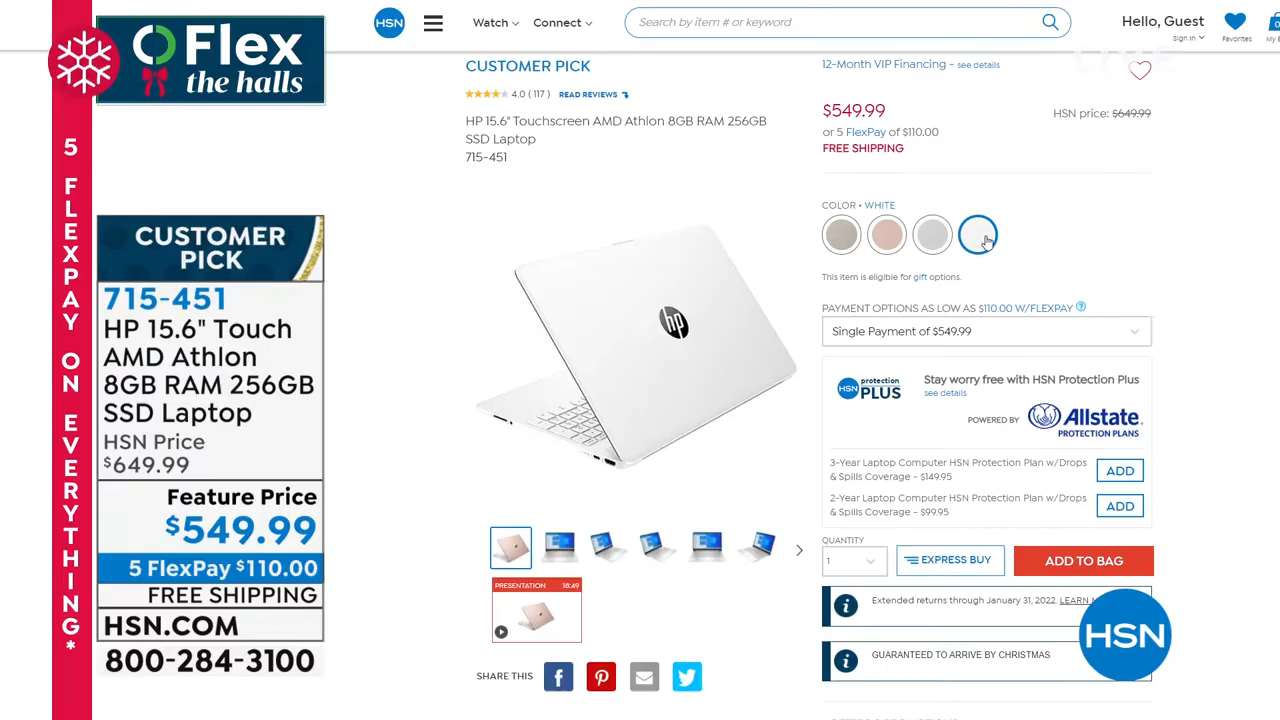 Flex
the halls
5 FLEXPAY ON EVERYTHING*
CUSTOMER
PICK
715-451
HP 15.6" Touch
AMD Athlon
8GB RAM 256GB
SSD Laptop
HSN Price
$649.99
Feature Price
$549.99
5 FlexPay $110.00
FREE SHIPPING
HSN.COM
800-284-3100
HSN
Watch
Connect
Search by item # or keyword
Hello, Guest
Sign In
Favorites
0
CUSTOMER PICK
4.0 (117) READ REVIEWS
HP 15.6" Touchscreen AMD Athlon 8GB RAM 256GB
SSD Laptop
715-451
hp
PRESENTATION 18:49
SHARE THIS
12-Month VIP Financing - see details
$549.99
HSN price: $649.99
or 5 FlexPay of $110.00
FREE SHIPPING
COLOR • WHITE
This item is eligible for gift options.
PAYMENT OPTIONS AS LOW AS $110.00 W/FLEXPAY ?
Single Payment of $549.99
HSN protection PLUS
Stay worry free with HSN Protection Plus
see details
POWERED BY
Allstate.
PROTECTION PLANS
3-Year Laptop Computer HSN Protection Plan w/Drops
& Spills Coverage - $149.95
ADD
2-Year Laptop Computer HSN Protection Plan w/Drops
& Spills Coverage - $99.95
ADD
QUANTITY
1
EXPRESS BUY
ADD TO BAG
Extended returns through January 31, 2022. LEARN
GUARANTEED TO ARRIVE BY CHRISTMAS
HSN